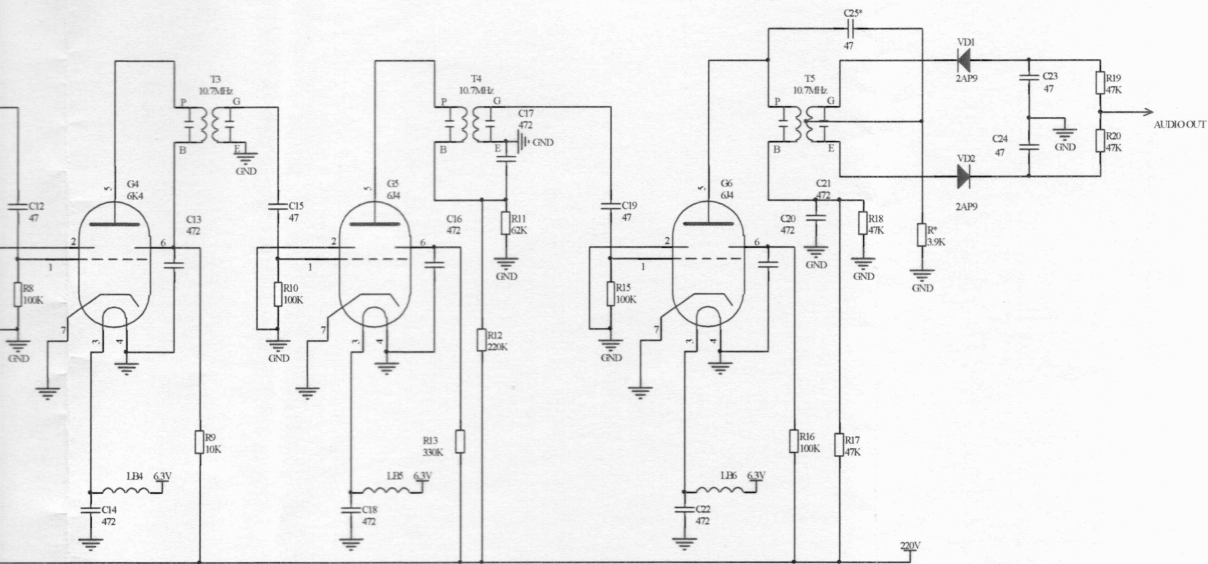 C25*
47
VD1
2AP9
T3
10.7MHz
P
G
B
E
GND
T4
10.7MHz
P
G
B
E
C17
472
GND
T5
10.7MHz
P
G
B
E
C23
47
R19
47K
AUDIO OUT
C24
47
GND
R20
47K
VD2
2AP9
C12
47
5
G4
6K4
C13
472
2
6
1
R8
100K
GND
7
3
4
C15
47
5
G5
6J4
C16
472
2
6
1
R10
100K
GND
7
3
4
R11
62K
GND
R12
220K
C19
47
5
G6
6J4
C20
472
C21
472
GND
R18
47K
GND
R*
3.9K
GND
2
6
1
R15
100K
GND
7
3
4
R9
10K
R13
330K
R16
100K
R17
47K
LB4
6.3V
C14
472
LB5
6.3V
C18
472
LB6
6.3V
C22
472
220V